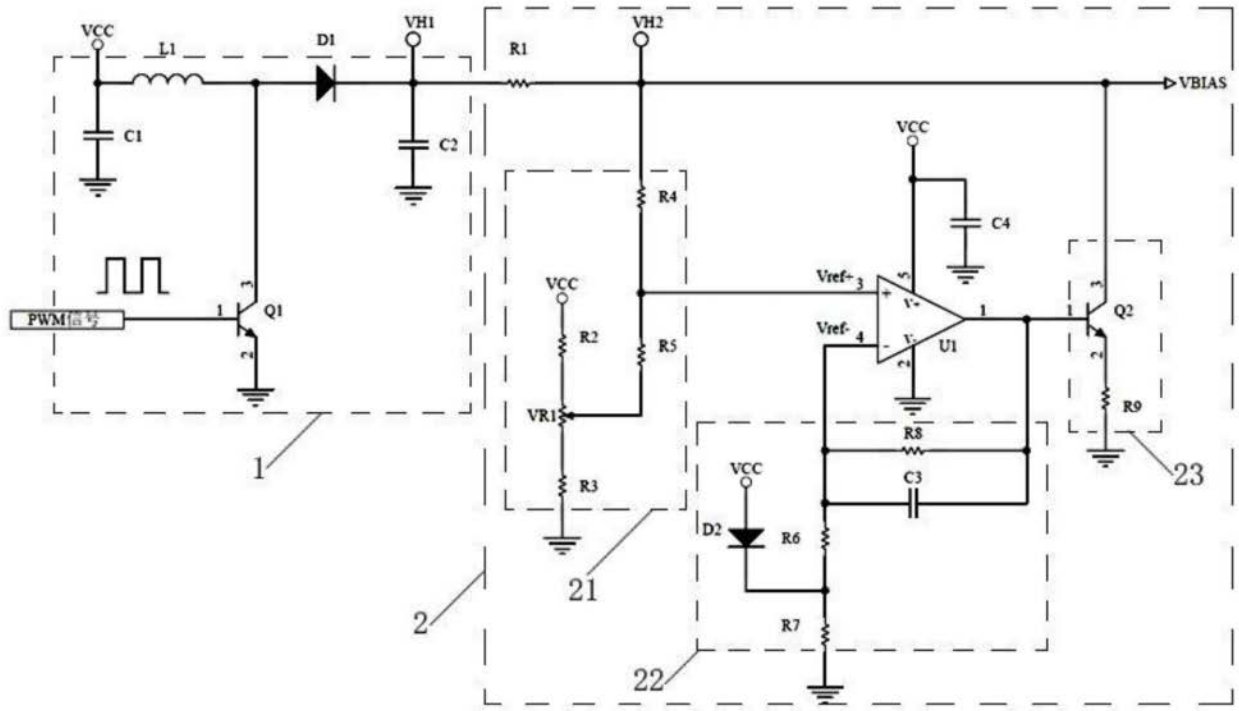 VCC
L1
D1
VH1
R1
VH2
VBIAS
C1
C2
VCC
R4
C4
PWM信号
1
3
2
Q1
VCC
R2
VR1
R3
R5
Vref+
3
Vref-
4
+
-
5
V+
V-
2
1
U1
1
3
2
Q2
R9
R8
C3
VCC
D2
R6
R7
1
2
21
22
23